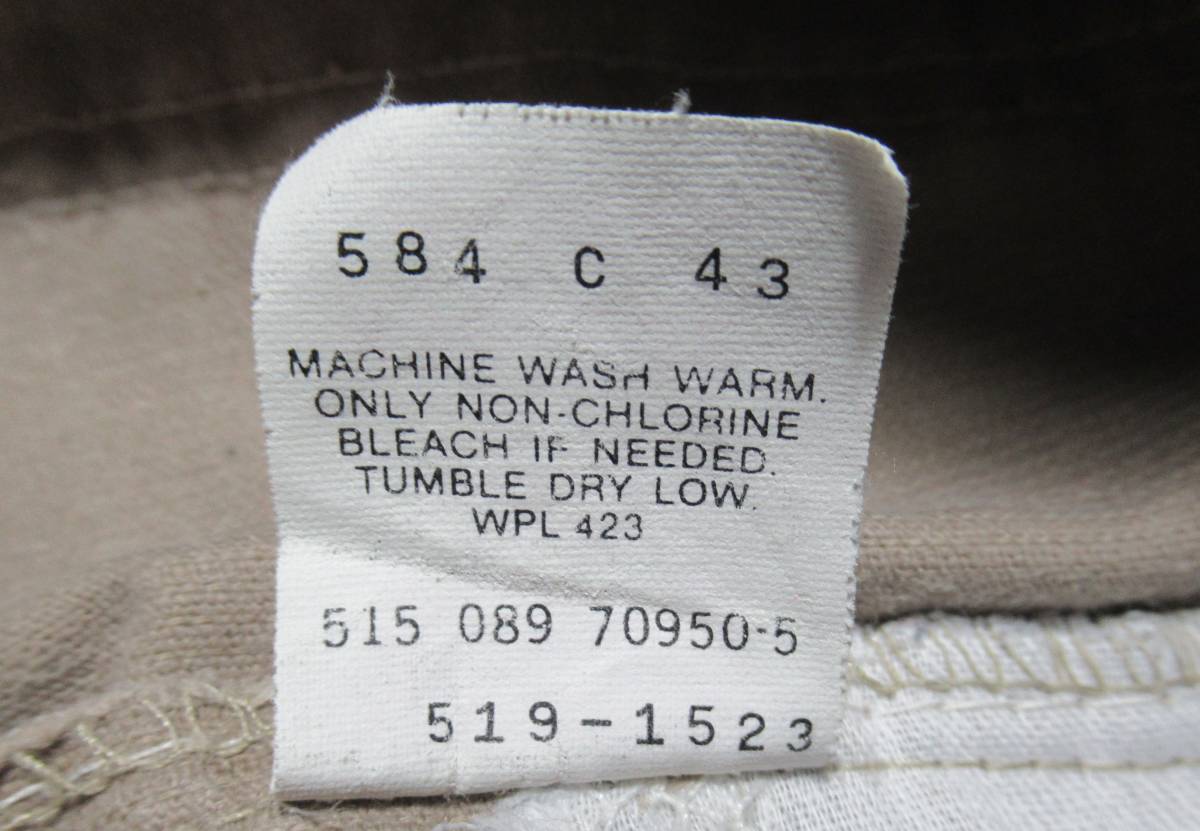 584 C 43
MACHINE WASH WARM.
ONLY NON-CHLORINE
BLEACH IF NEEDED.
TUMBLE DRY LOW.
WPL 423
515 089 70950-5
519-1523